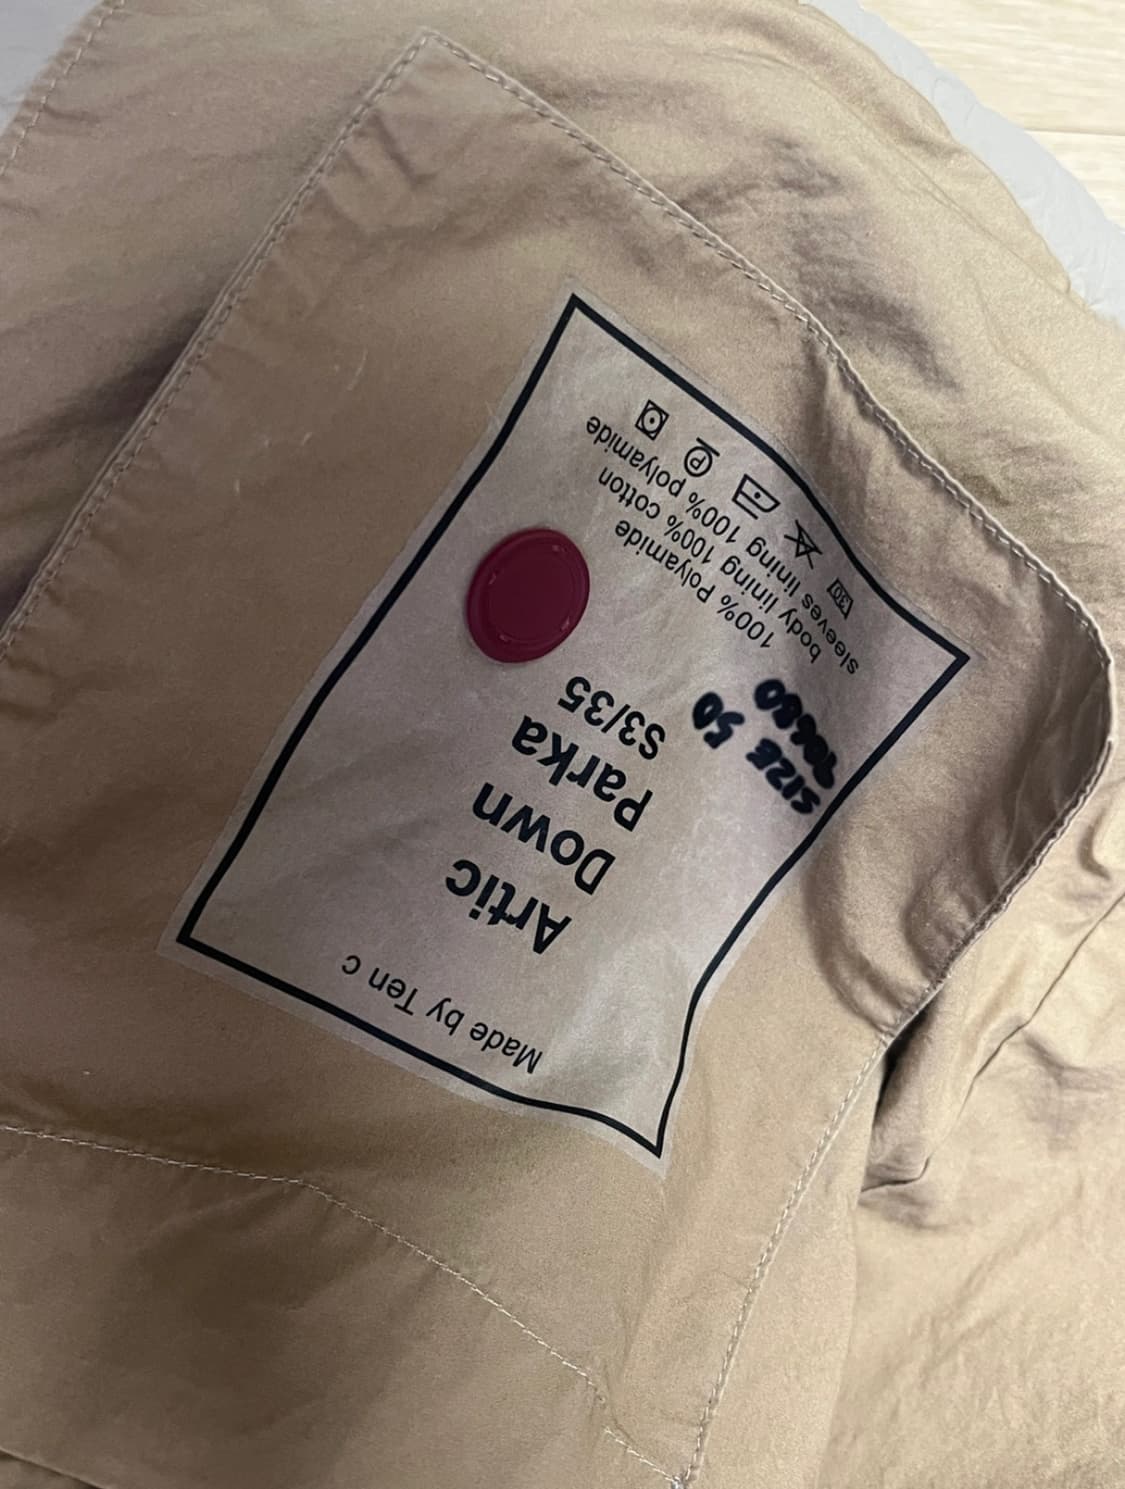 Made by Ten c
Artic
Down
Parka
S3/35
SIZE 50
100% Polyamide
body lining 100% cotton
sleeves lining 100% polyamide
30
P